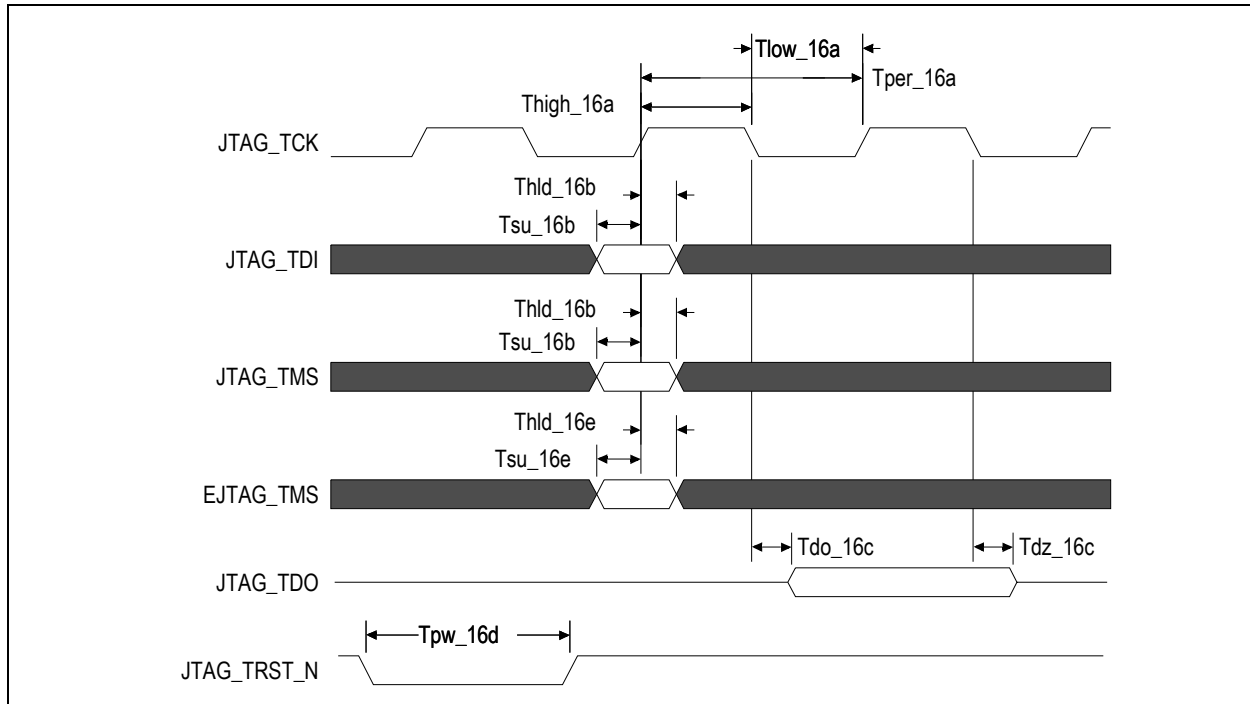 Tlow_16a
Tper_16a
Thigh_16a
JTAG_TCK
Thld_16b
Tsu_16b
JTAG_TDI
Thld_16b
Tsu_16b
JTAG_TMS
Thld_16e
Tsu_16e
EJTAG_TMS
Tdo_16c
Tdz_16c
JTAG_TDO
Tpw_16d
JTAG_TRST_N